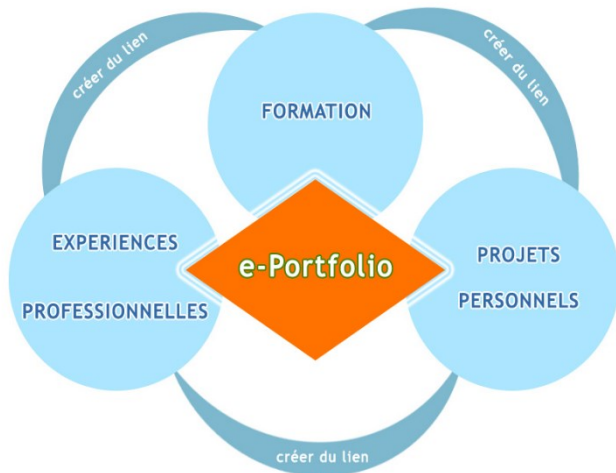 créer du lien
créer du lien
FORMATION
EXPERIENCES
PROFESSIONNELLES
e-Portfolio
PROJETS
PERSONNELS
créer du lien